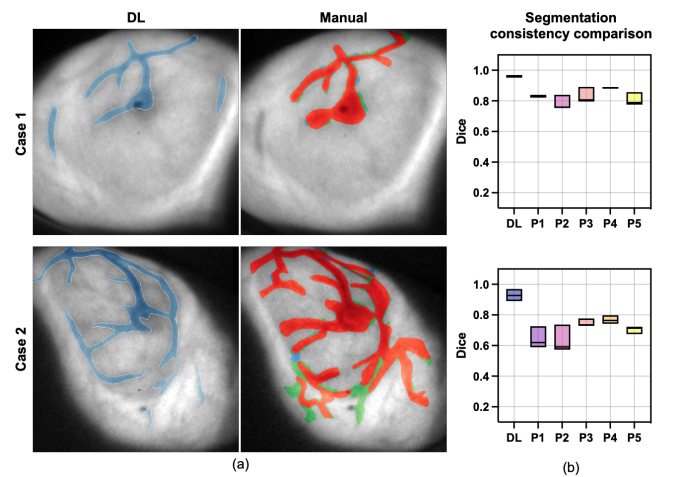 DL
Manual
Segmentation
consistency comparison
Case 1
Dice
1.0
0.8
0.6
0.4
0.2
DL P1 P2 P3 P4 P5
Case 2
Dice
1.0
0.8
0.6
0.4
0.2
DL P1 P2 P3 P4 P5
(a)
(b)